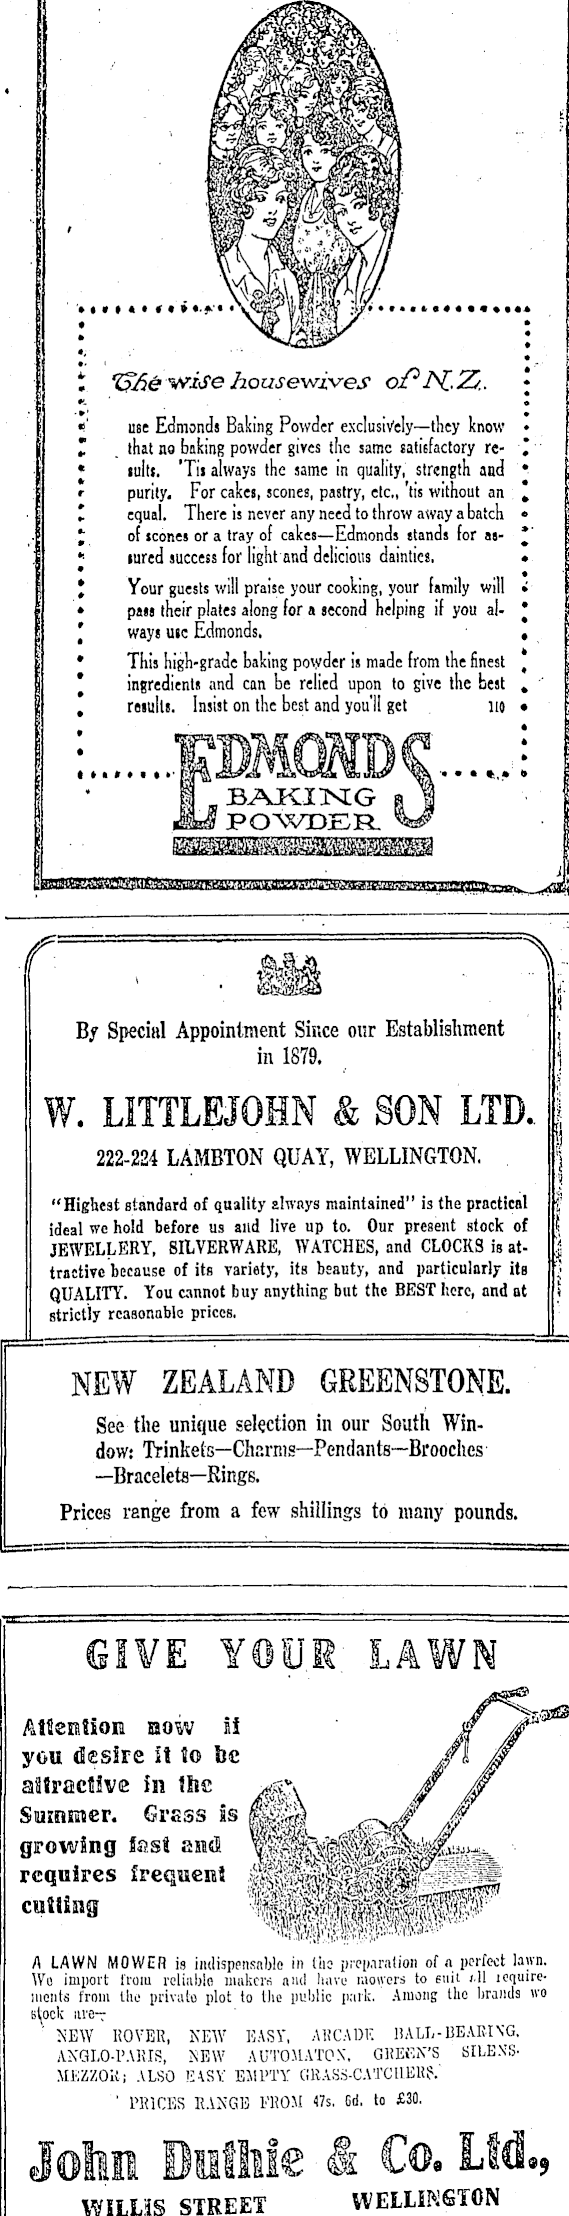 The wise housewives of N.Z.
use Edmonds Baking Powder exclusively—they know
that no baking powder gives the same satisfactory re-
sults. 'Tis always the same in quality, strength and
purity. For cakes, scones, pastry, etc., 'tis without an
equal. There is never any need to throw away a batch
of scones or a tray of cakes—Edmonds stands for as-
sured success for light and delicious dainties.
Your guests will praise your cooking, your family will
pass their plates along for a second helping if you al-
ways use Edmonds.
This high-grade baking powder is made from the finest
ingredients and can be relied upon to give the best
results. Insist on the best and you'll get 110
EDMONDS
BAKING
POWDER
By Special Appointment Since our Establishment
in 1879.
W. LITTLEJOHN & SON LTD.
222-224 LAMBTON QUAY, WELLINGTON.
"Highest standard of quality always maintained" is the practical
ideal we hold before us and live up to. Our present stock of
JEWELLERY, SILVERWARE, WATCHES, and CLOCKS is at-
tractive because of its variety, its beauty, and particularly its
QUALITY. You cannot buy anything but the BEST here, and at
strictly reasonable prices.
NEW ZEALAND GREENSTONE.
See the unique selection in our South Win-
dow: Trinkets—Charms—Pendants—Brooches
—Bracelets—Rings.
Prices range from a few shillings to many pounds.
GIVE YOUR LAWN
Attention now if
you desire it to be
attractive in the
Summer. Grass is
growing fast and
requires frequent
cutting
A LAWN MOWER is indispensable in the preparation of a perfect lawn.
We import from reliable makers and have mowers to suit all require-
ments from the private plot to the public park. Among the brands we
stock are—
NEW ROVER, NEW EASY, ARCADE BALL-BEARING,
ANGLO-PARIS, NEW AUTOMATON, GREEN'S SILENS-
MEZZOR; ALSO EASY EMPTY GRASS-CATCHERS.
PRICES RANGE FROM 47s. 6d. to £30.
John Duthie & Co. Ltd.,
WILLIS STREET WELLINGTON